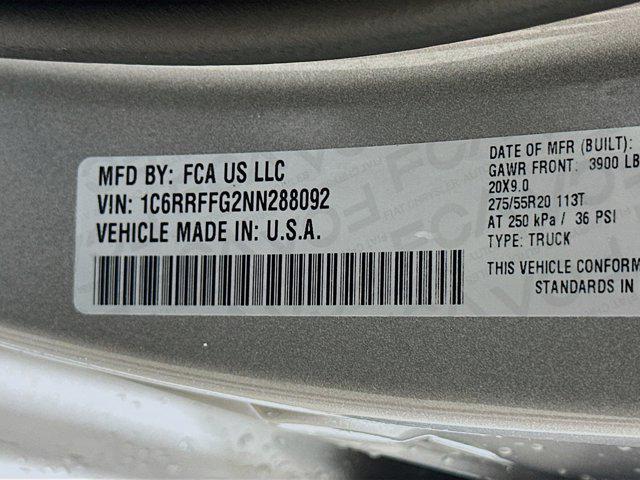 MFD BY: FCA US LLC
VIN: 1C6RRFFG2NN288092
VEHICLE MADE IN: U.S.A.
DATE OF MFR (BUILT):
GAWR FRONT: 3900 LB
20X9.0
275/55R20 113T
AT 250 kPa / 36 PSI
TYPE: TRUCK
THIS VEHICLE CONFORM
STANDARDS IN